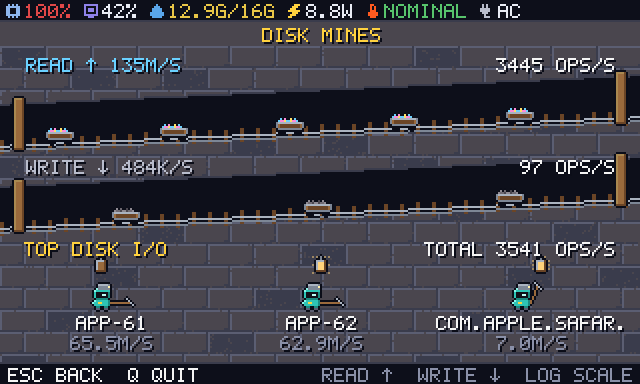 100% 42% 12.9G/16G 8.8W NOMINAL AC
DISK MINES
READ ↑ 135M/S 3445 OPS/S
WRITE ↓ 484K/S 97 OPS/S
TOP DISK I/O TOTAL 3541 OPS/S
APP-61 APP-62 COM.APPLE.SAFAR.
65.5M/S 62.9M/S 7.0M/S
ESC BACK Q QUIT READ ↑ WRITE ↓ LOG SCALE